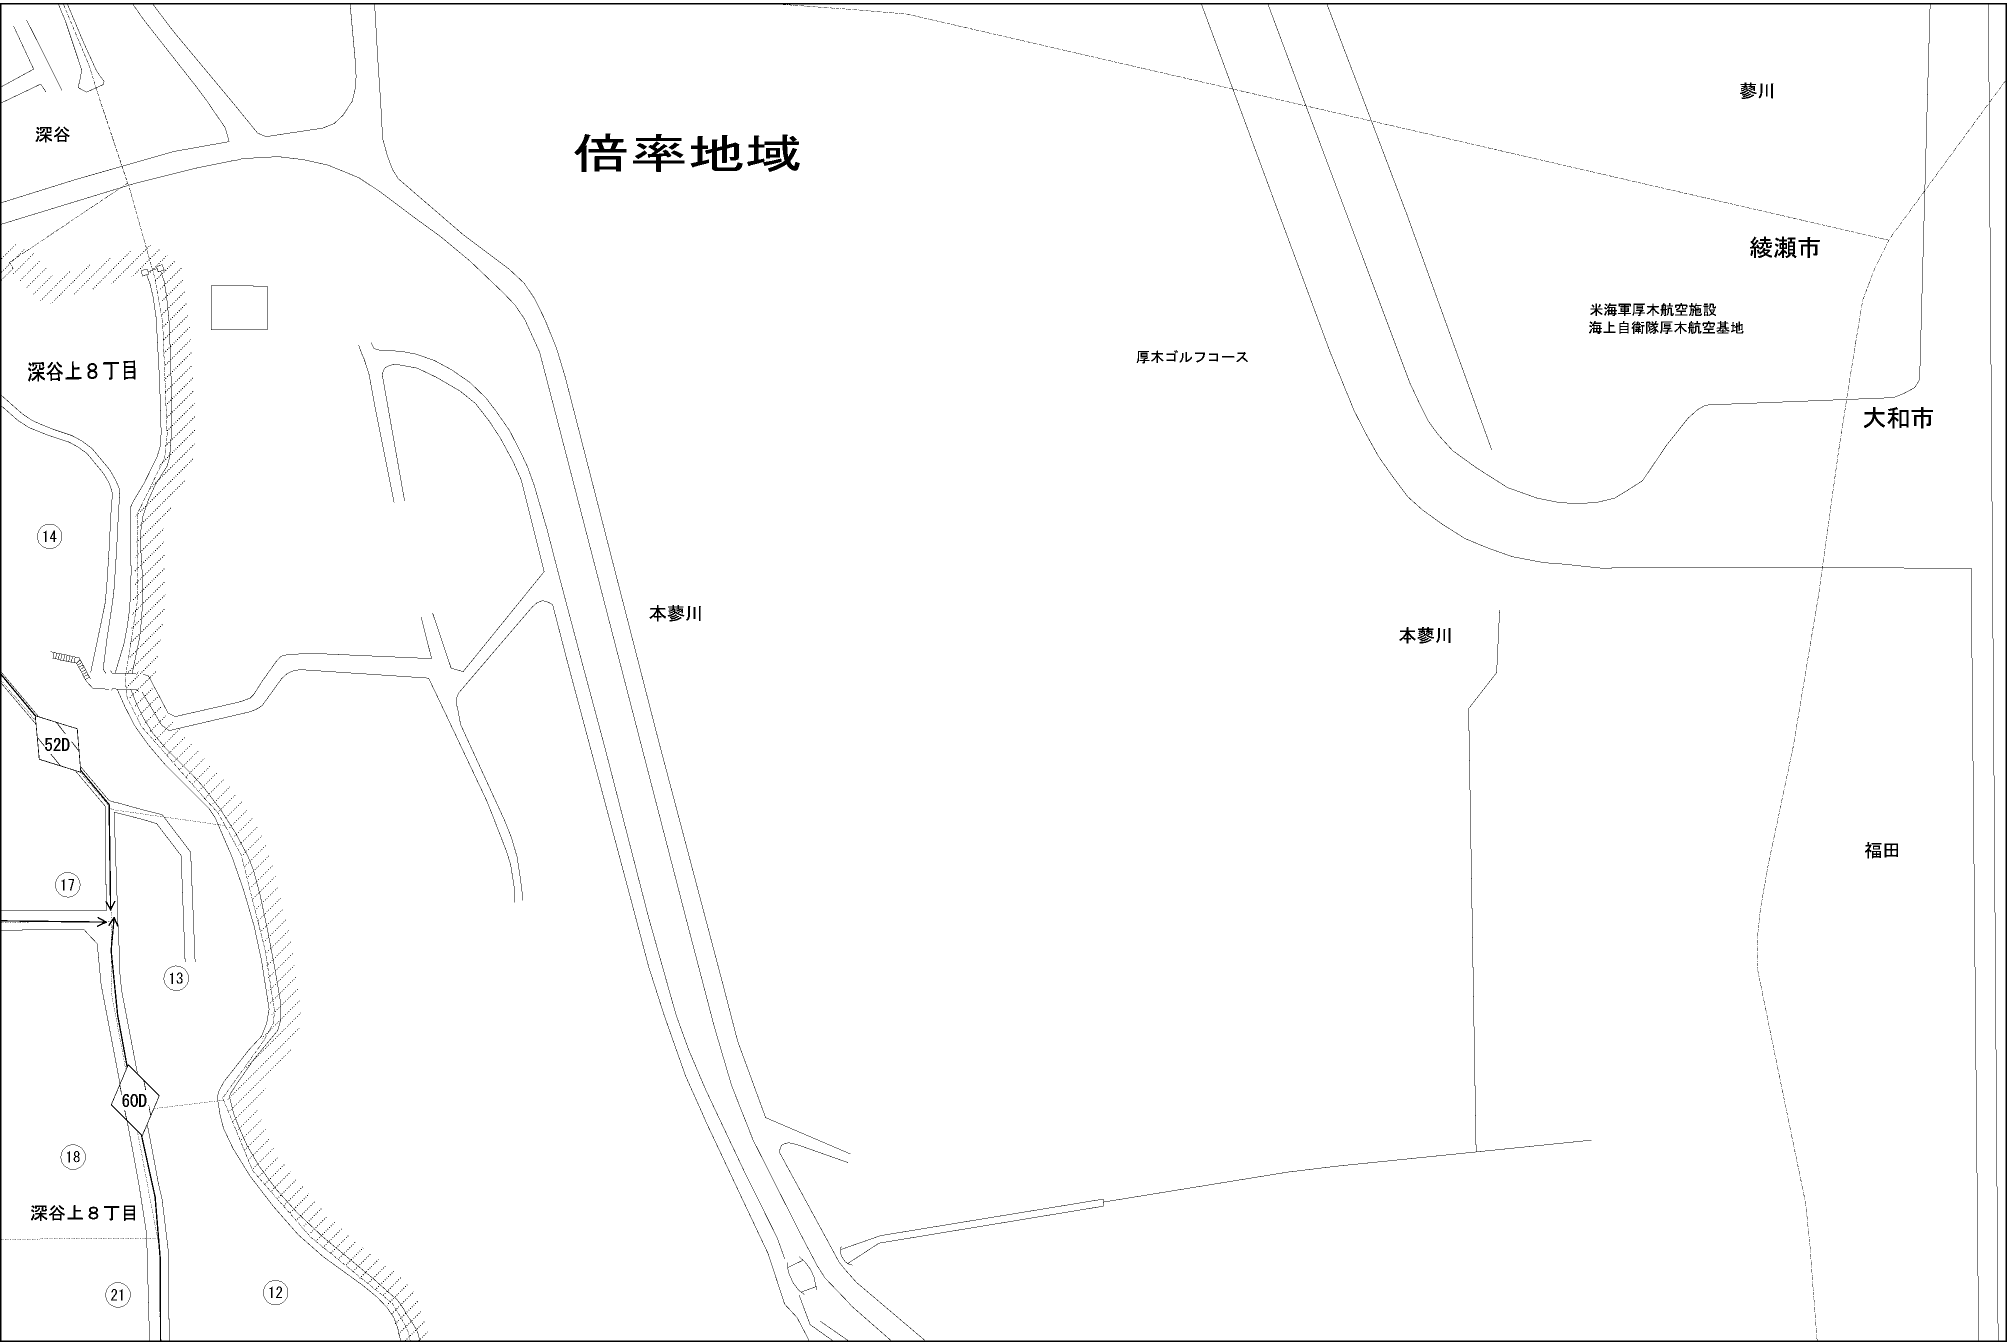 蓼川
深谷
倍率地域
綾瀬市
米海軍厚木航空施設
海上自衛隊厚木航空基地
厚木ゴルフコース
深谷上８丁目
大和市
14
本蓼川
本蓼川
52D
福田
17
13
60D
18
深谷上８丁目
21
12